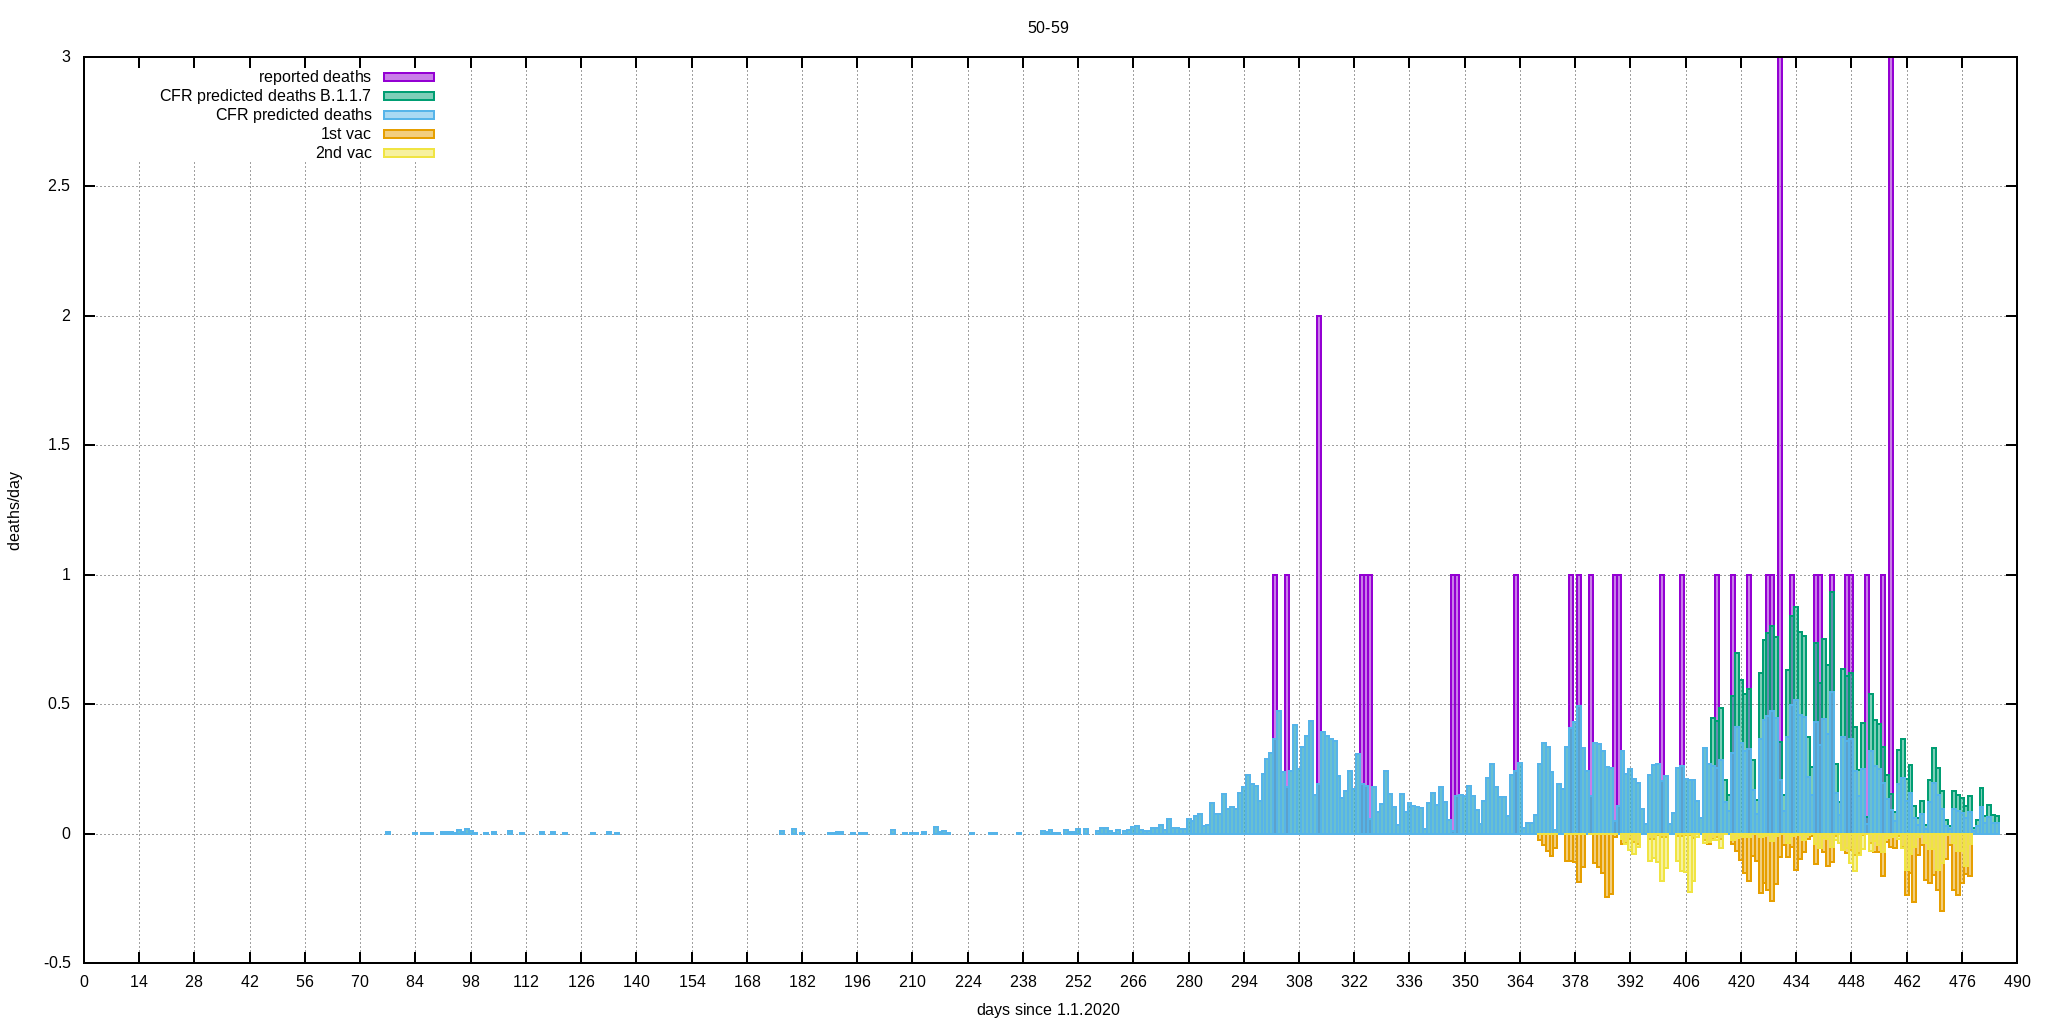 50-59
reported deaths
CFR predicted deaths B.1.1.7
CFR predicted deaths
1st vac
2nd vac
3
2.5
2
1.5
1
0.5
0
-0.5
deaths/day
0 14 28 42 56 70 84 98 112 126 140 154 168 182 196 210 224 238 252 266 280 294 308 322 336 350 364 378 392 406 420 434 448 462 476 490
days since 1.1.2020